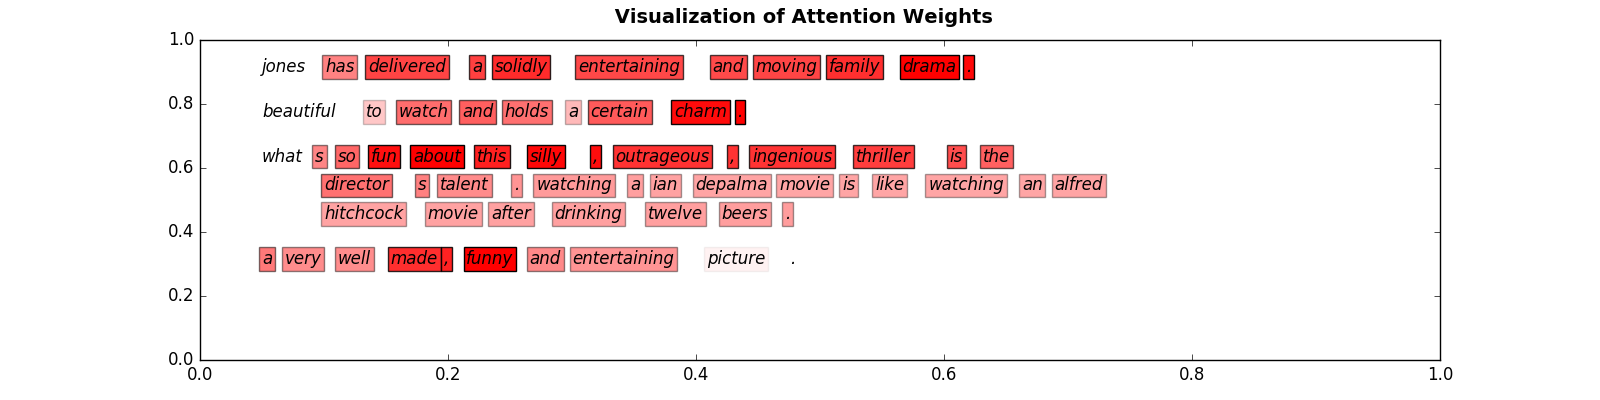 Visualization of Attention Weights
1.0
jones has delivered a solidly entertaining and moving family drama .
0.8
beautiful to watch and holds a certain charm .
what s so fun about this silly , outrageous , ingenious thriller is the
0.6
director s talent . watching a ian depalma movie is like watching an alfred
hitchcock movie after drinking twelve beers .
0.4
a very well made , funny and entertaining picture .
0.2
0.0
0.0 0.2 0.4 0.6 0.8 1.0